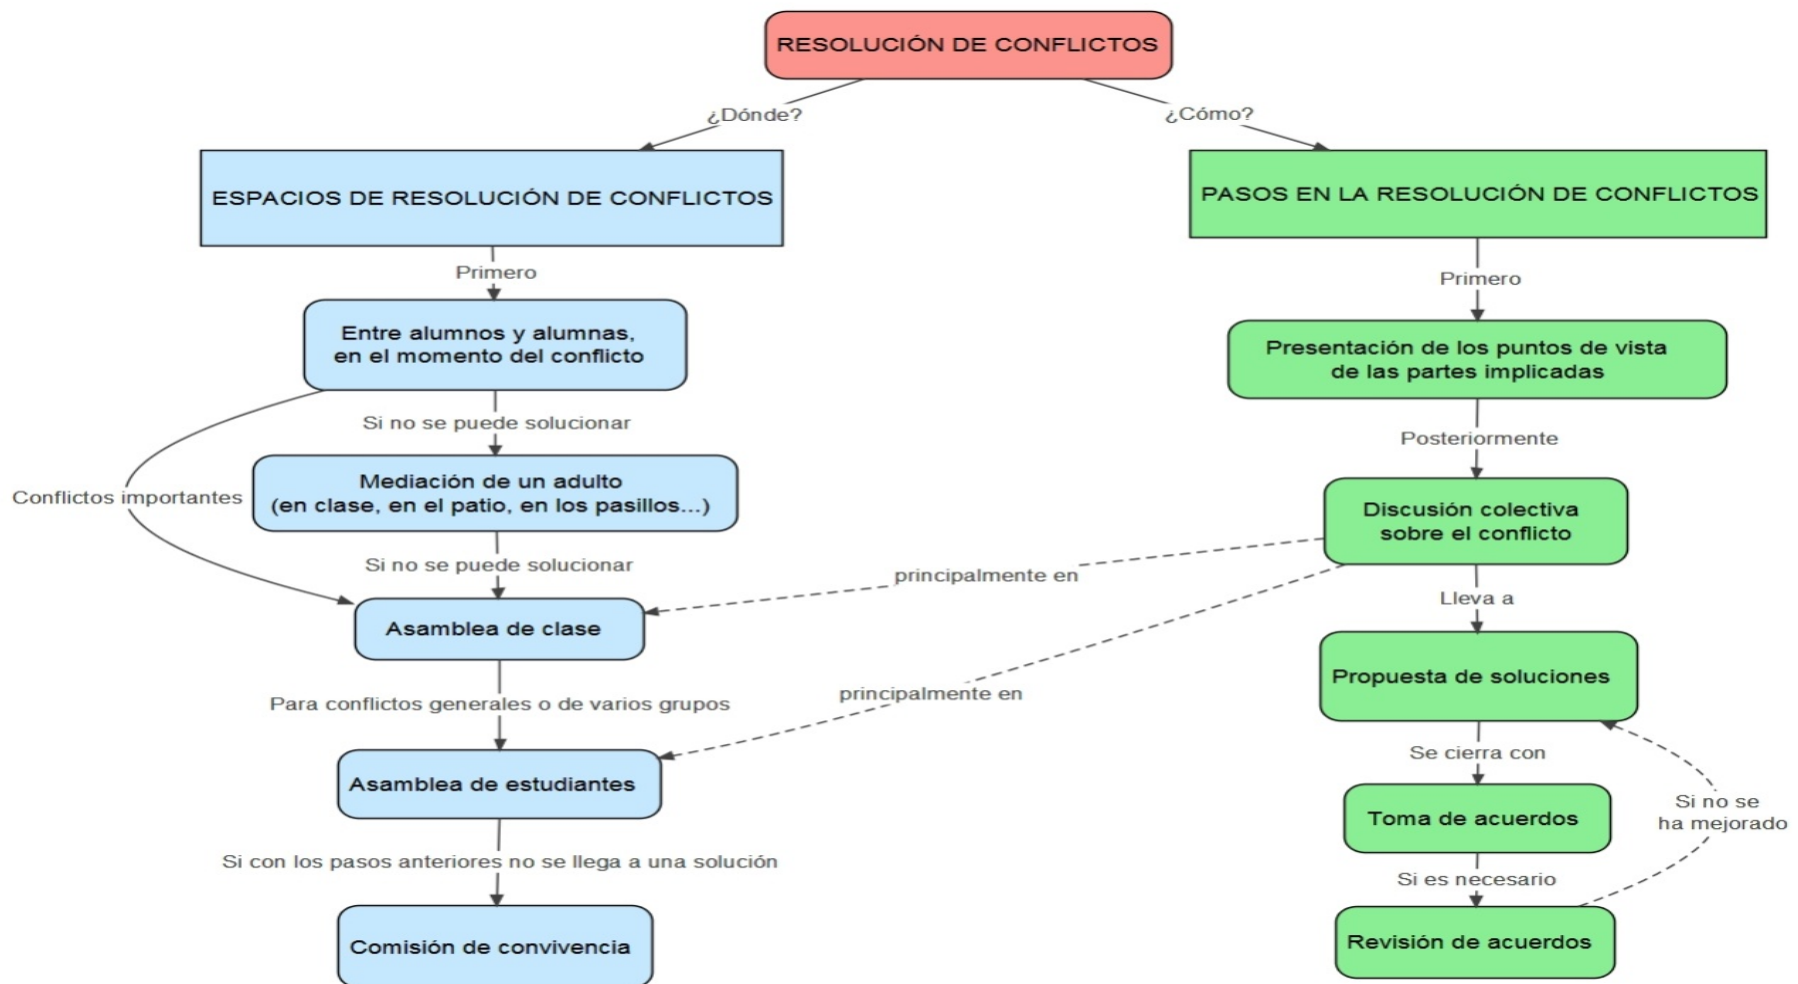 RESOLUCIÓN DE CONFLICTOS
¿Dónde?
¿Cómo?
ESPACIOS DE RESOLUCIÓN DE CONFLICTOS
PASOS EN LA RESOLUCIÓN DE CONFLICTOS
Primero
Primero
Entre alumnos y alumnas,
en el momento del conflicto
Presentación de los puntos de vista
de las partes implicadas
Si no se puede solucionar
Posteriormente
Conflictos importantes
Mediación de un adulto
(en clase, en el patio, en los pasillos...)
Discusión colectiva
sobre el conflicto
Si no se puede solucionar
principalmente en
Lleva a
Asamblea de clase
Propuesta de soluciones
Para conflictos generales o de varios grupos
principalmente en
Se cierra con
Asamblea de estudiantes
Toma de acuerdos
Si no se
ha mejorado
Si con los pasos anteriores no se llega a una solución
Si es necesario
Comisión de convivencia
Revisión de acuerdos